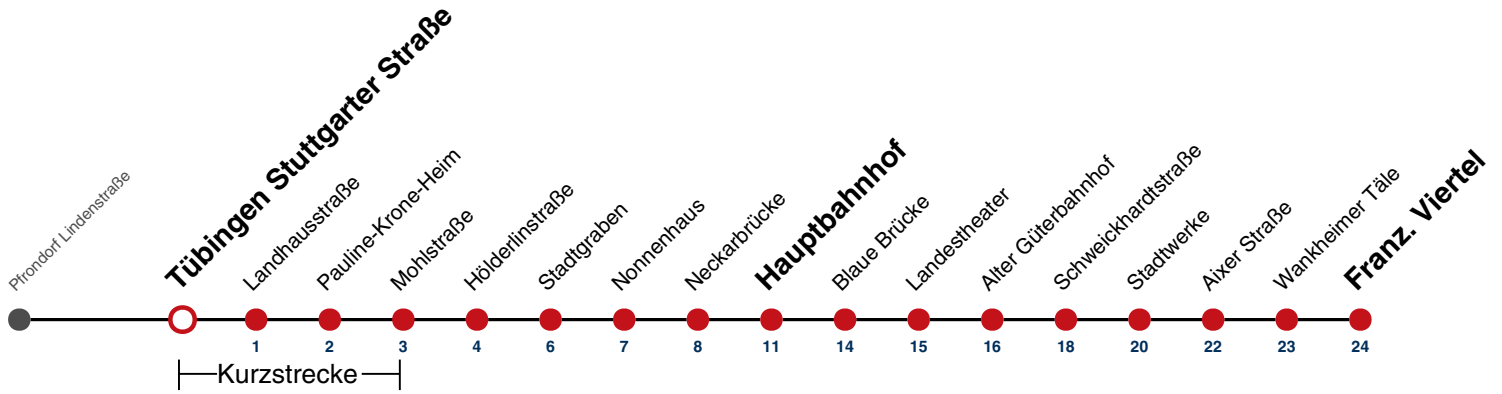 Pfrondorf Lindenstraße
Tübingen Stuttgarter Straße
Landhausstraße
Pauline-Krone-Heim
Mohlstraße
Hölderlinstraße
Stadtgraben
Nonnenhaus
Neckarbrücke
Hauptbahnhof
Blaue Brücke
Landestheater
Alter Güterbahnhof
Schweickhardtstraße
Stadtwerke
Aixer Straße
Wankheimer Täle
Franz. Viertel
1 2 3 4 6 7 8 11 14 15 16 18 20 22 23 24
Kurzstrecke